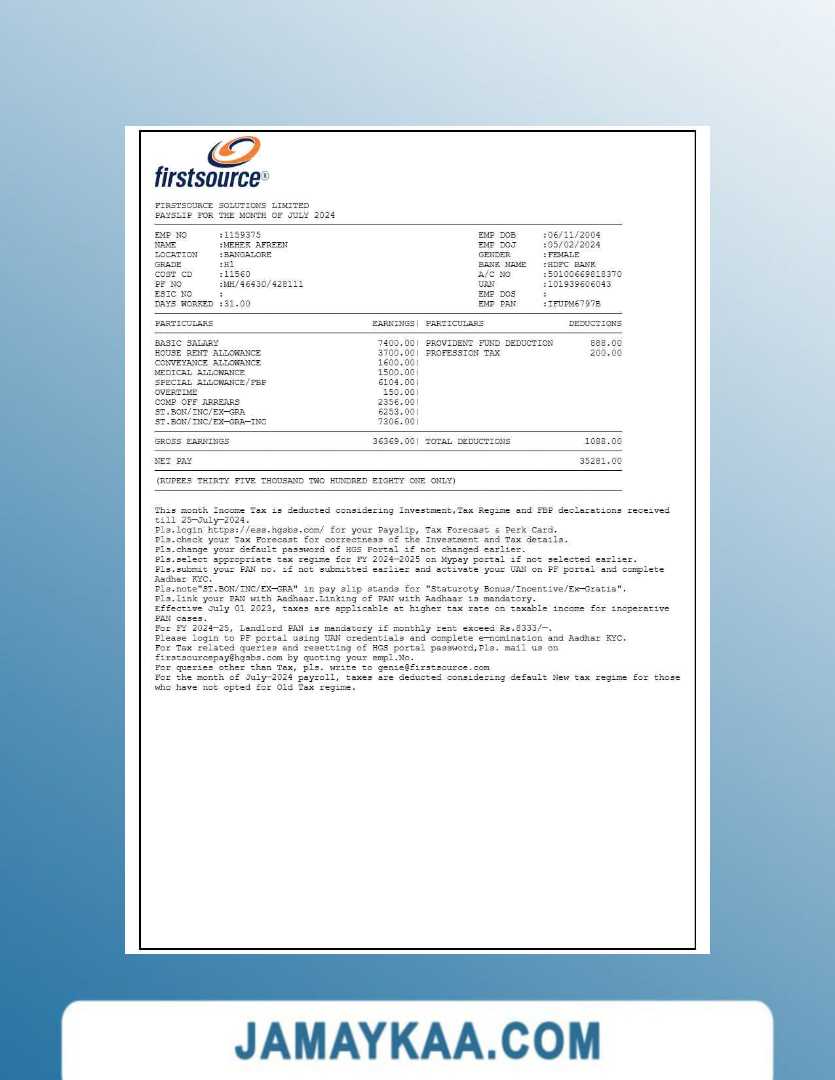 firstsource®
FIRSTSOURCE SOLUTIONS LIMITED
PAYSLIP FOR THE MONTH OF JULY 2024
EMP NO :1159375 EMP DOB :06/11/2004
NAME :MEHEK AFREEN EMP DOJ :05/02/2024
LOCATION :BANGALORE GENDER :FEMALE
GRADE :H1 BANK NAME :HDFC BANK
COST CD :11560 A/C NO :50100669818370
PF NO :MH/46430/428111 UAN :101939606043
ESIC NO : EMP DOS :
DAYS WORKED :31.00 EMP PAN :IFUPM6797B
PARTICULARS EARNINGS| PARTICULARS DEDUCTIONS
BASIC SALARY 7400.00| PROVIDENT FUND DEDUCTION 888.00
HOUSE RENT ALLOWANCE 3700.00| PROFESSION TAX 200.00
CONVEYANCE ALLOWANCE 1600.00|
MEDICAL ALLOWANCE 1500.00|
SPECIAL ALLOWANCE/FBP 6104.00|
OVERTIME 150.00|
COMP OFF ARREARS 2356.00|
ST.BON/INC/EX-GRA 6253.00|
ST.BON/INC/EX-GRA-INC 7306.00|
GROSS EARNINGS 36369.00| TOTAL DEDUCTIONS 1088.00
NET PAY 35281.00
(RUPEES THIRTY FIVE THOUSAND TWO HUNDRED EIGHTY ONE ONLY)
This month Income Tax is deducted considering Investment,Tax Regime and FBP declarations received
till 25-July-2024.
Pls.login https://ess.hgsbs.com/ for your Payslip, Tax Forecast & Perk Card.
Pls.check your Tax Forecast for correctness of the Investment and Tax details.
Pls.change your default password of HGS Portal if not changed earlier.
Pls.select appropriate tax regime for FY 2024-2025 on Mypay portal if not selected earlier.
Pls.submit your PAN no. if not submitted earlier and activate your UAN on PF portal and complete
Aadhar KYC.
Pls.note"ST.BON/INC/EX-GRA" in pay slip stands for "Staturoty Bonus/Incentive/Ex-Gratia".
Pls.link your PAN with Aadhaar.Linking of PAN with Aadhaar is mandatory.
Effective July 01 2023, taxes are applicable at higher tax rate on taxable income for inoperative
PAN cases.
For FY 2024-25, Landlord PAN is mandatory if monthly rent exceed Rs.8333/-.
Please login to PF portal using UAN credentials and complete e-nomination and Aadhar KYC.
For Tax related queries and resetting of HGS portal password,Pls. mail us on
firstsourcepay@hgsbs.com by quoting your empl.No.
For queries other than Tax, pls. write to genie@firstsource.com
For the month of July-2024 payroll, taxes are deducted considering default New tax regime for those
who have not opted for Old Tax regime.
JAMAYKAA.COM